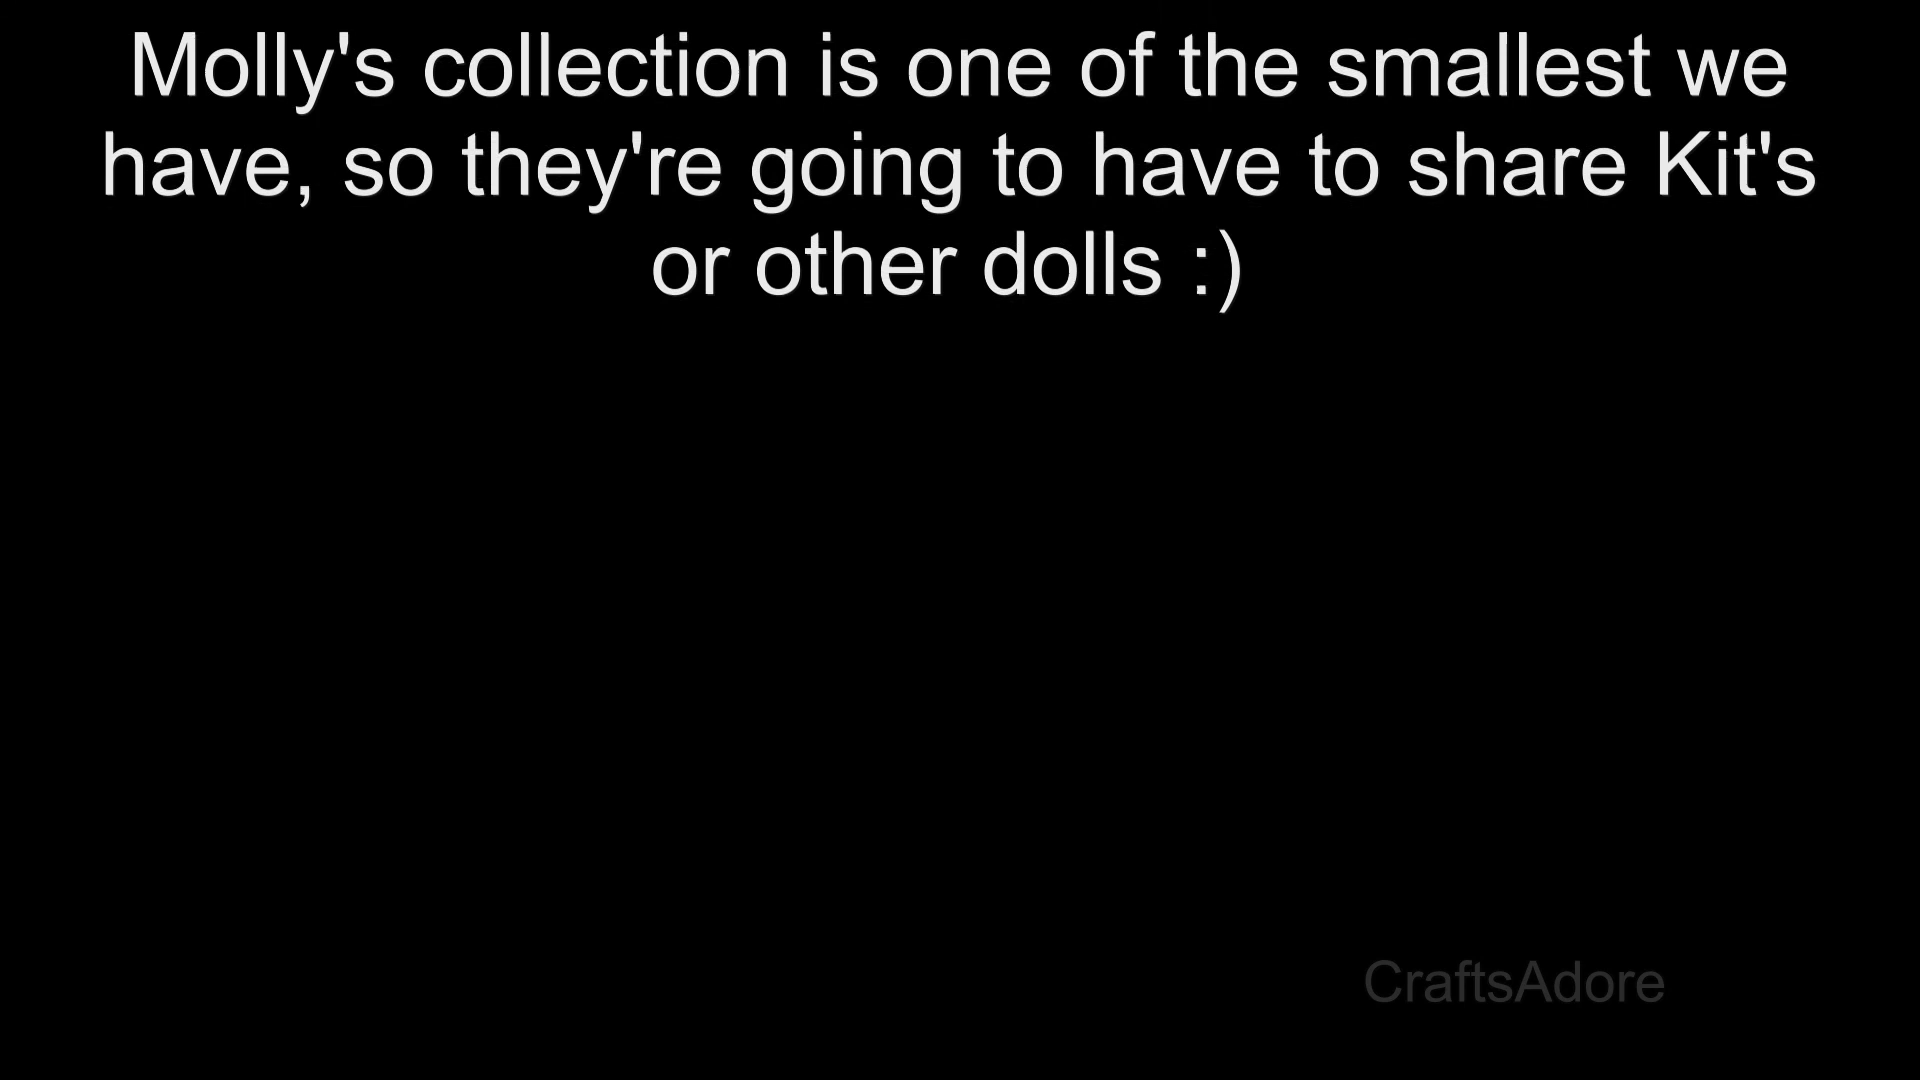 Molly's collection is one of the smallest we
have, so they're going to have to share Kit's
or other dolls :)
CraftsAdore